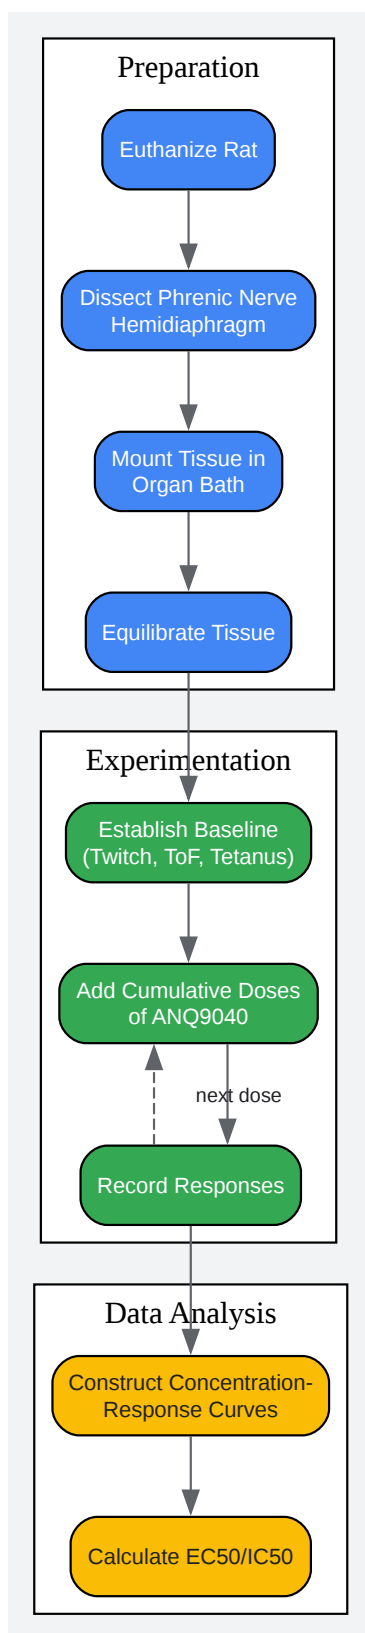 Preparation
Euthanize Rat
Dissect Phrenic Nerve
Hemidiaphragm
Mount Tissue in
Organ Bath
Equilibrate Tissue
Experimentation
Establish Baseline
(Twitch, ToF, Tetanus)
Add Cumulative Doses
of ANQ9040
next dose
Record Responses
Data Analysis
Construct Concentration-
Response Curves
Calculate EC50/IC50